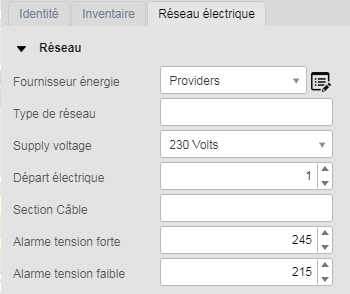 Identité Inventaire Réseau électrique
Réseau
Fournisseur énergie Providers
Type de réseau
Supply voltage 230 Volts
Départ électrique 1
Section Câble
Alarme tension forte 245
Alarme tension faible 215